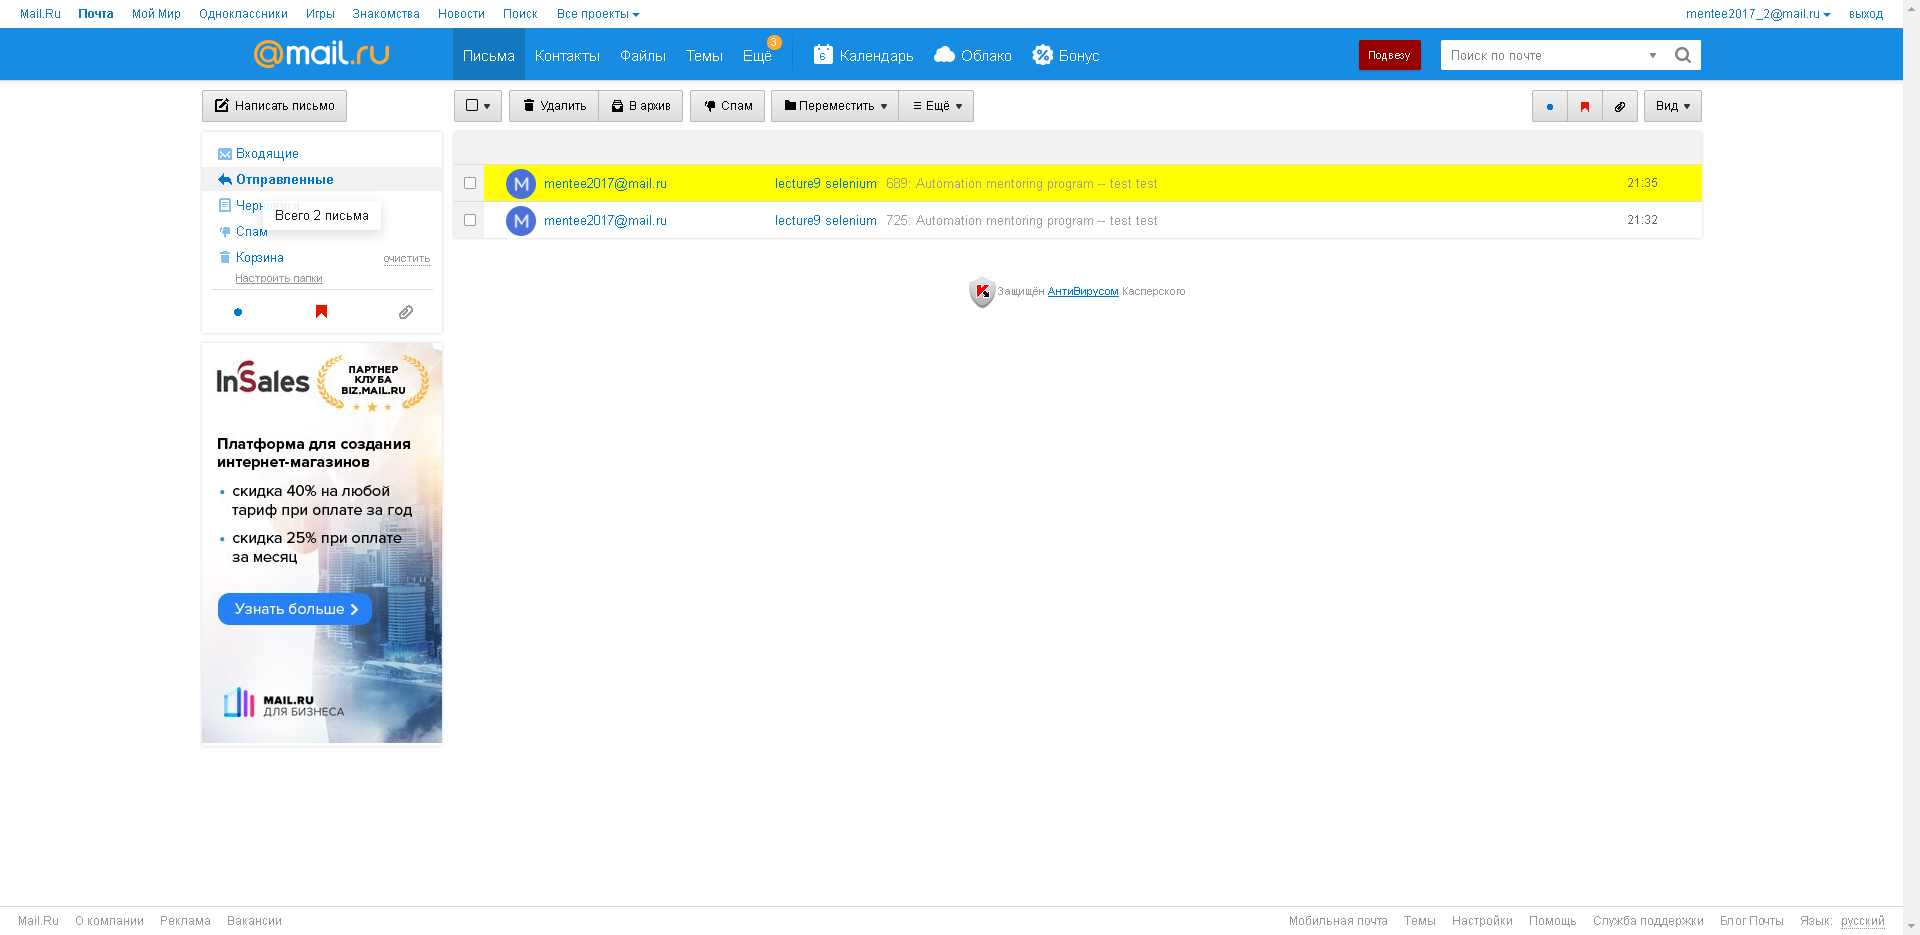 Mail.Ru Почта Мой Мир Одноклассники Игры Знакомства Новости Поиск Все проекты mentee2017_2@mail.ru выход
@mail.ru Письма Контакты Файлы Темы Ещё 3 6 Календарь Облако Бонус Подвезу Поиск по почте
Написать письмо Удалить В архив Спам Переместить Ещё Вид
Входящие
Отправленные
Всего 2 письма
Спам
Корзина очистить
Настроить папки
M mentee2017@mail.ru lecture9 selenium 689: Automation mentoring program -- test test 21:35
M mentee2017@mail.ru lecture9 selenium 725: Automation mentoring program -- test test 21:32
Защищён АнтиВирусом Касперского
InSales
ПАРТНЕР
КЛУБА
BIZ.MAIL.RU
Платформа для создания
интернет-магазинов
• скидка 40% на любой
тариф при оплате за год
• скидка 25% при оплате
за месяц
Узнать больше
MAIL.RU
ДЛЯ БИЗНЕСА
Mail.Ru О компании Реклама Вакансии Мобильная почта Темы Настройки Помощь Служба поддержки Блог Почты Язык: русский